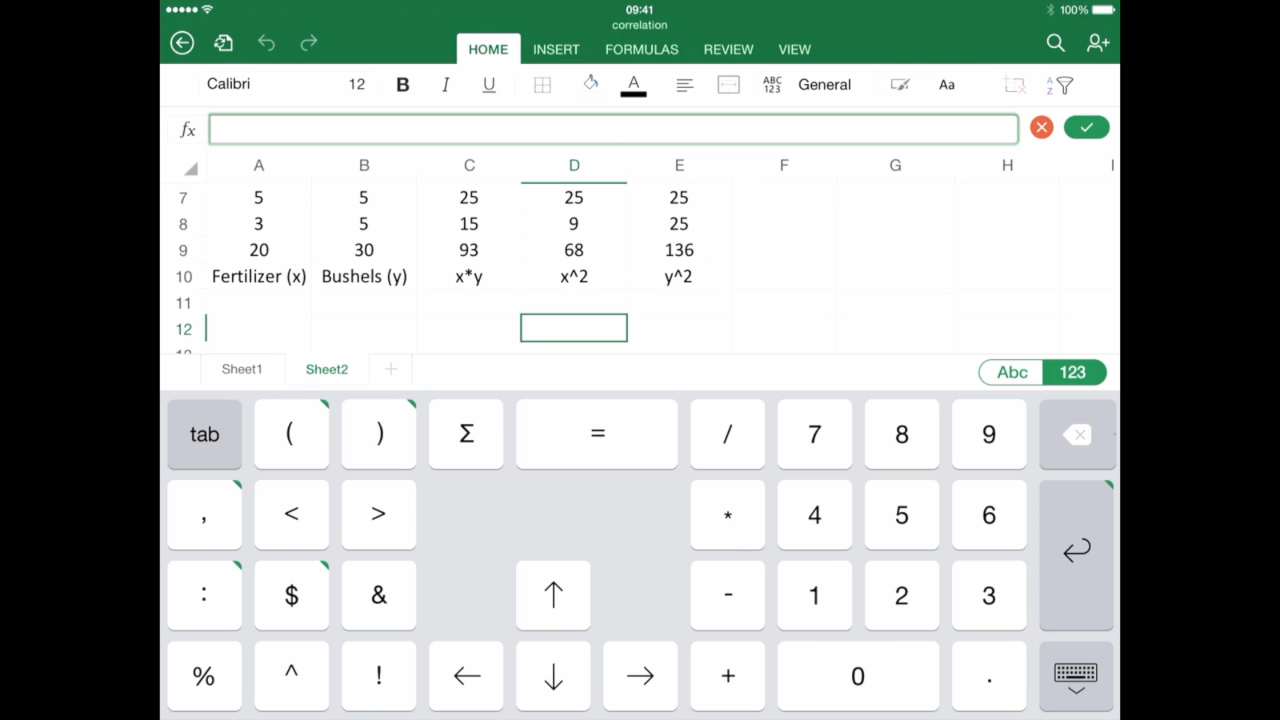 09:41
100%
correlation
HOME INSERT FORMULAS REVIEW VIEW
Calibri 12 B I U A ABC 123 General Aa A Z
fx
A B C D E F G H I
7 5 5 25 25 25
8 3 5 15 9 25
9 20 30 93 68 136
10 Fertilizer (x) Bushels (y) x*y x^2 y^2
11
12
Sheet1 Sheet2 + Abc 123
tab ( ) Σ = / 7 8 9
, < > * 4 5 6
: $ & ↑ - 1 2 3
% ^ ! ← ↓ → + 0 .